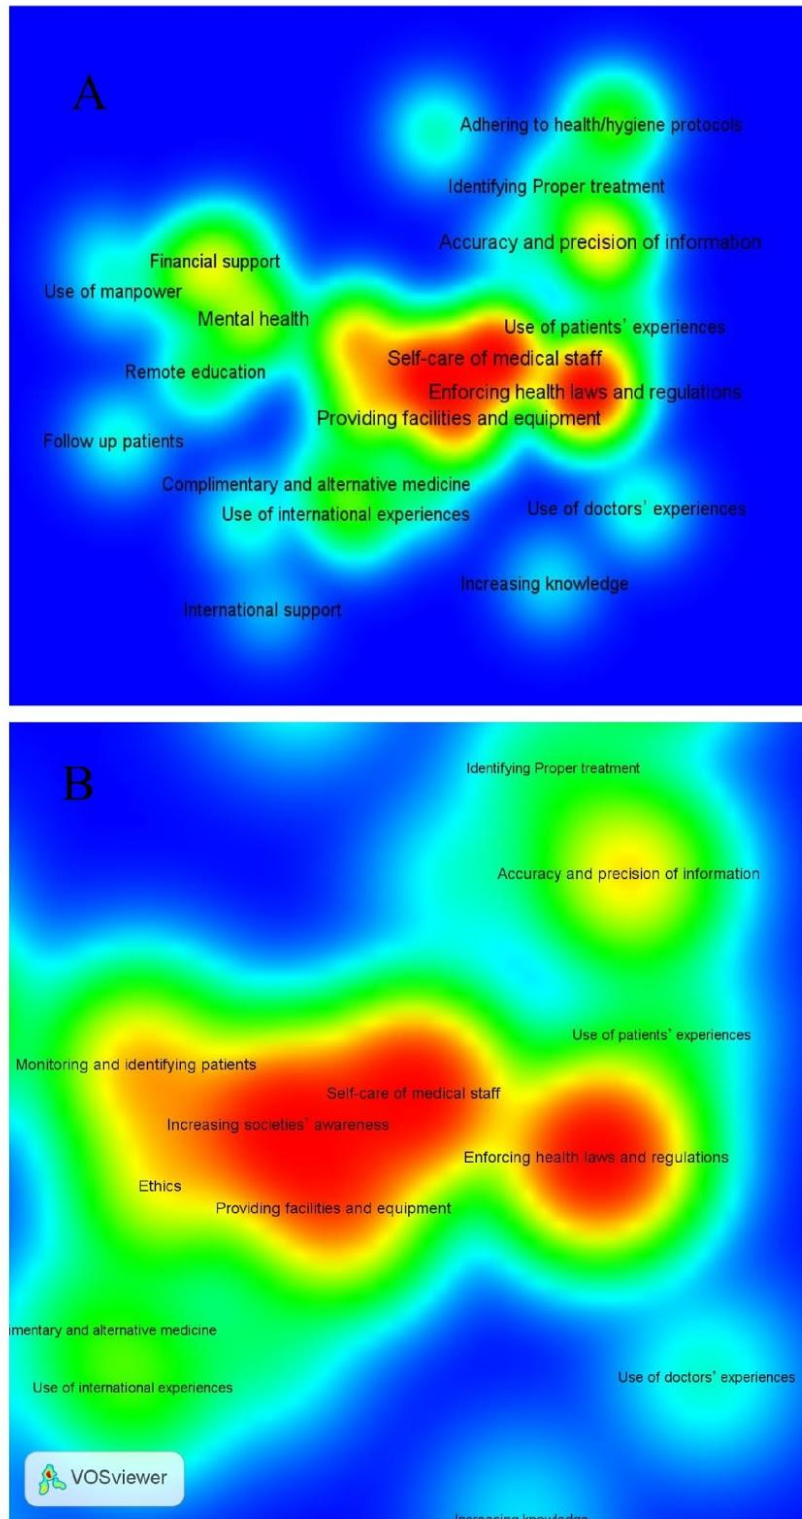 A
Adhering to health/hygiene protocols
Identifying Proper treatment
Accuracy and precision of information
Financial support
Use of manpower
Mental health
Use of patients' experiences
Self-care of medical staff
Remote education
Enforcing health laws and regulations
Providing facilities and equipment
Follow up patients
Complimentary and alternative medicine
Use of international experiences
Use of doctors' experiences
Increasing knowledge
International support
B
Identifying Proper treatment
Accuracy and precision of information
Use of patients' experiences
Monitoring and identifying patients
Self-care of medical staff
Increasing societies' awareness
Enforcing health laws and regulations
Ethics
Providing facilities and equipment
imentary and alternative medicine
Use of doctors' experiences
Use of international experiences
VOSviewer
Increasing knowledge